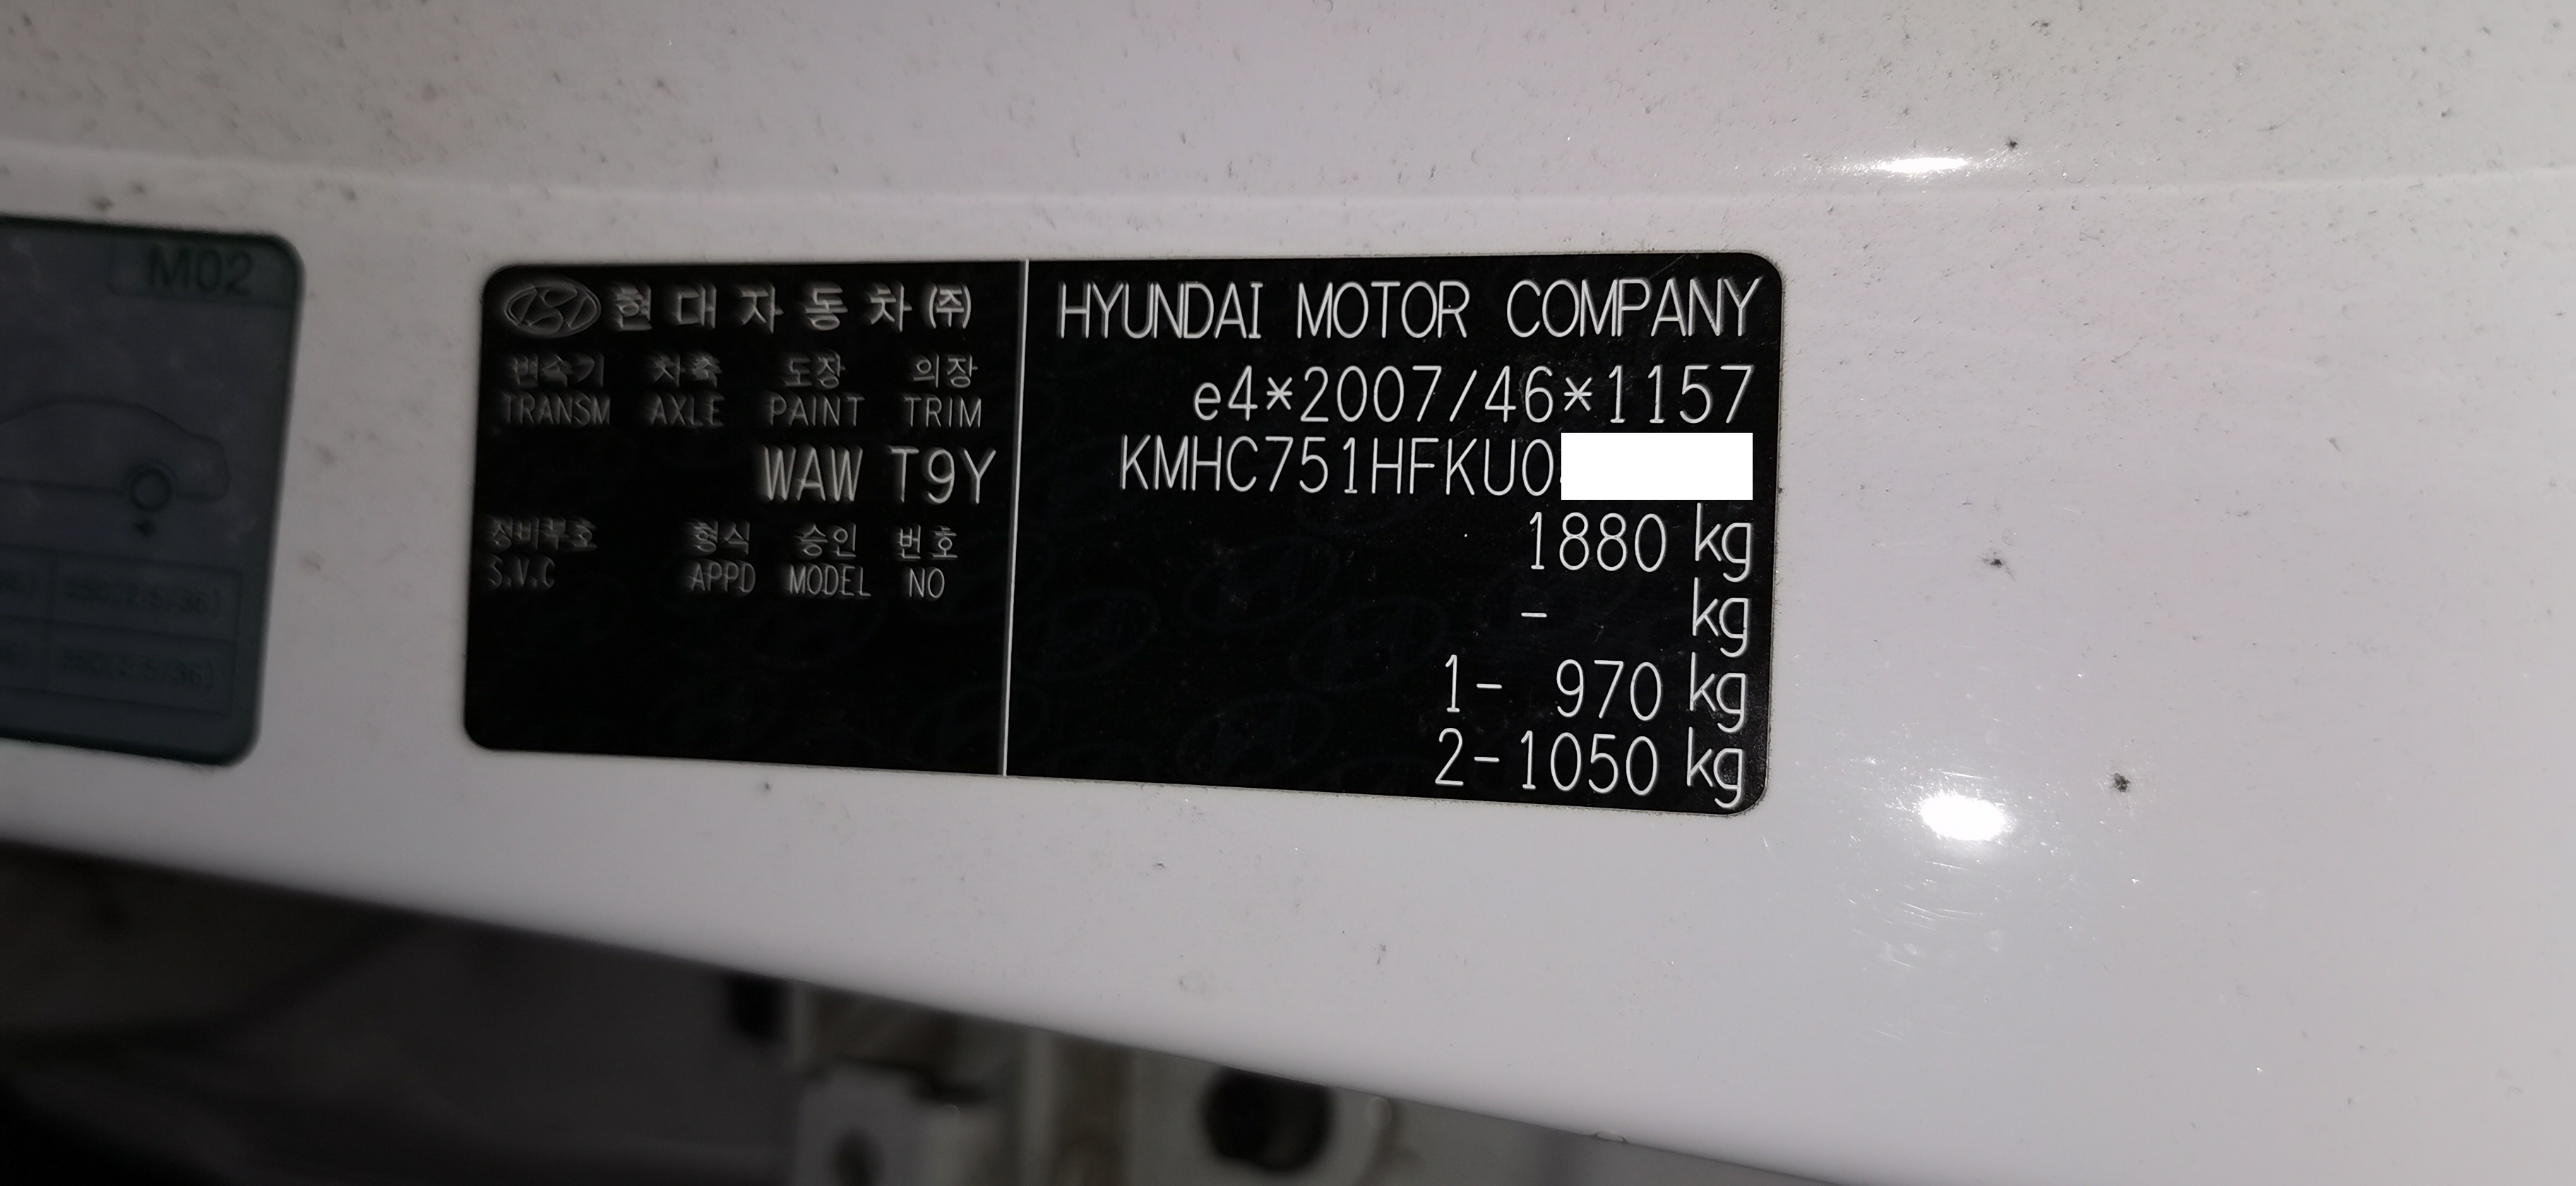 M02
현대자동차㈜
변속기 차축 도장 의장
TRANSM AXLE PAINT TRIM
WAW T9Y
정비부호 형식 승인 번호
S.V.C APPD MODEL NO
HYUNDAI MOTOR COMPANY
e4*2007/46*1157
KMHC751HFKU0
1880 kg
- kg
1- 970 kg
2-1050 kg